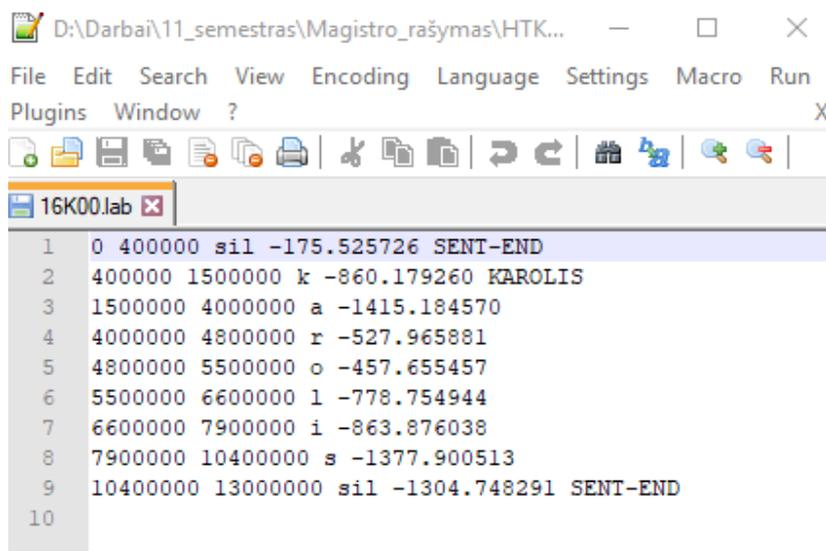 D:\Darbai\11_semestras\Magistro_rašymas\HTK...
File Edit Search View Encoding Language Settings Macro Run
Plugins Window ? X
16K00.lab
1 0 400000 sil -175.525726 SENT-END
2 400000 1500000 k -860.179260 KAROLIS
3 1500000 4000000 a -1415.184570
4 4000000 4800000 r -527.965881
5 4800000 5500000 o -457.655457
6 5500000 6600000 l -778.754944
7 6600000 7900000 i -863.876038
8 7900000 10400000 s -1377.900513
9 10400000 13000000 sil -1304.748291 SENT-END
10